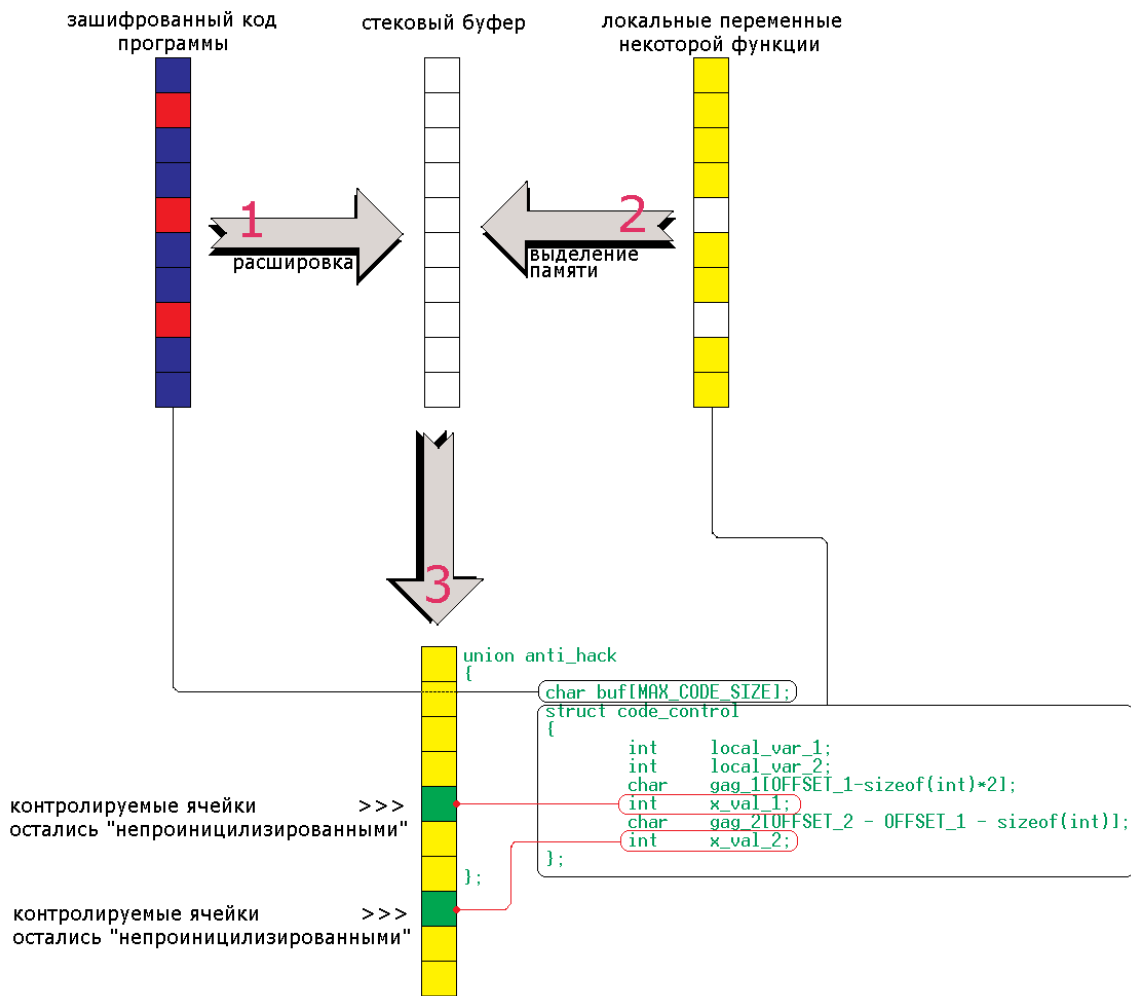 зашифрованный код
программы
стековый буфер
локальные переменные
некоторой функции
1
расшировка
2
выделение
памяти
3
union anti_hack
{
char buf[MAX_CODE_SIZE];
struct code_control
{
int local_var_1;
int local_var_2;
char gag_1[OFFSET_1-sizeof(int)*2];
int x_val_1;
char gag_2[OFFSET_2 - OFFSET_1 - sizeof(int)];
int x_val_2;
};
};
контролируемые ячейки >>>
остались "непроиницилизированными"
контролируемые ячейки >>>
остались "непроиницилизированными"